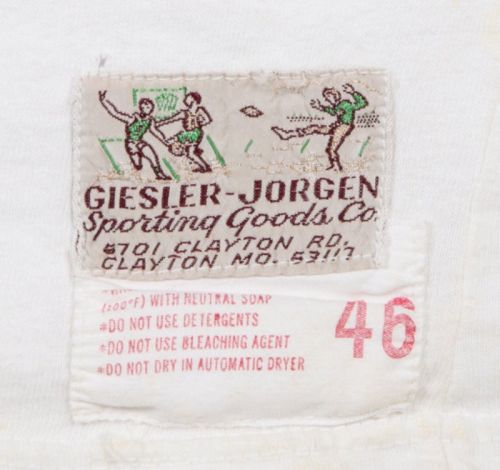 GIESLER-JORGEN
Sporting Goods Co.
6701 CLAYTON RD.
CLAYTON MO. 63117
(100°F) WITH NEUTRAL SOAP
*DO NOT USE DETERGENTS
*DO NOT USE BLEACHING AGENT
*DO NOT DRY IN AUTOMATIC DRYER
46